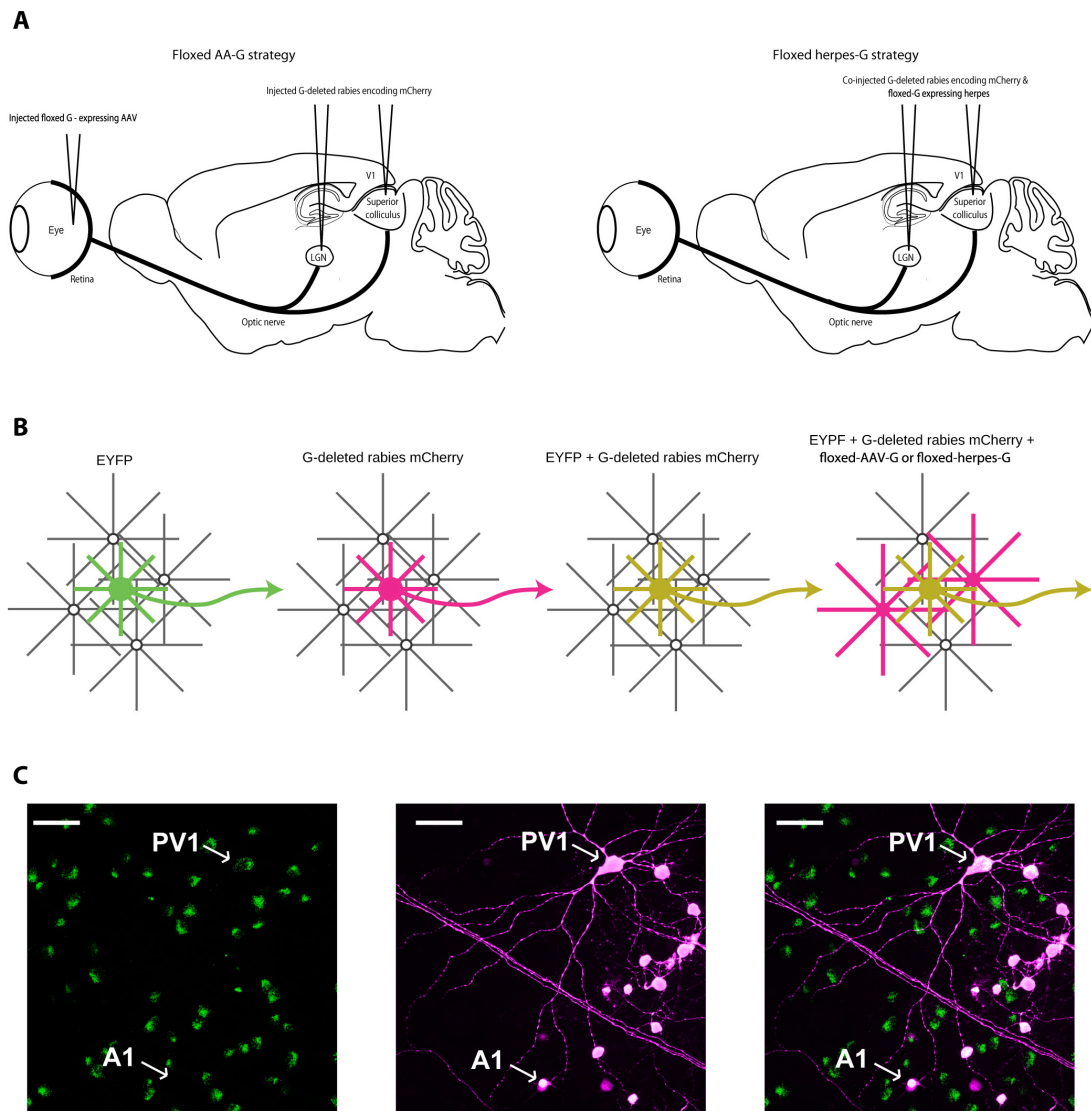 A
Floxed AA-G strategy
Injected G-deleted rabies encoding mCherry
Injected floxed G - expressing AAV
V1
Superior
colliculus
Eye
LGN
Retina
Optic nerve
Floxed herpes-G strategy
Co-injected G-deleted rabies encoding mCherry &
floxed-G expressing herpes
V1
Superior
colliculus
Eye
LGN
Retina
Optic nerve
B
EYFP
G-deleted rabies mCherry
EYFP + G-deleted rabies mCherry
EYPF + G-deleted rabies mCherry +
floxed-AAV-G or floxed-herpes-G
C
PV1
A1
PV1
A1
PV1
A1